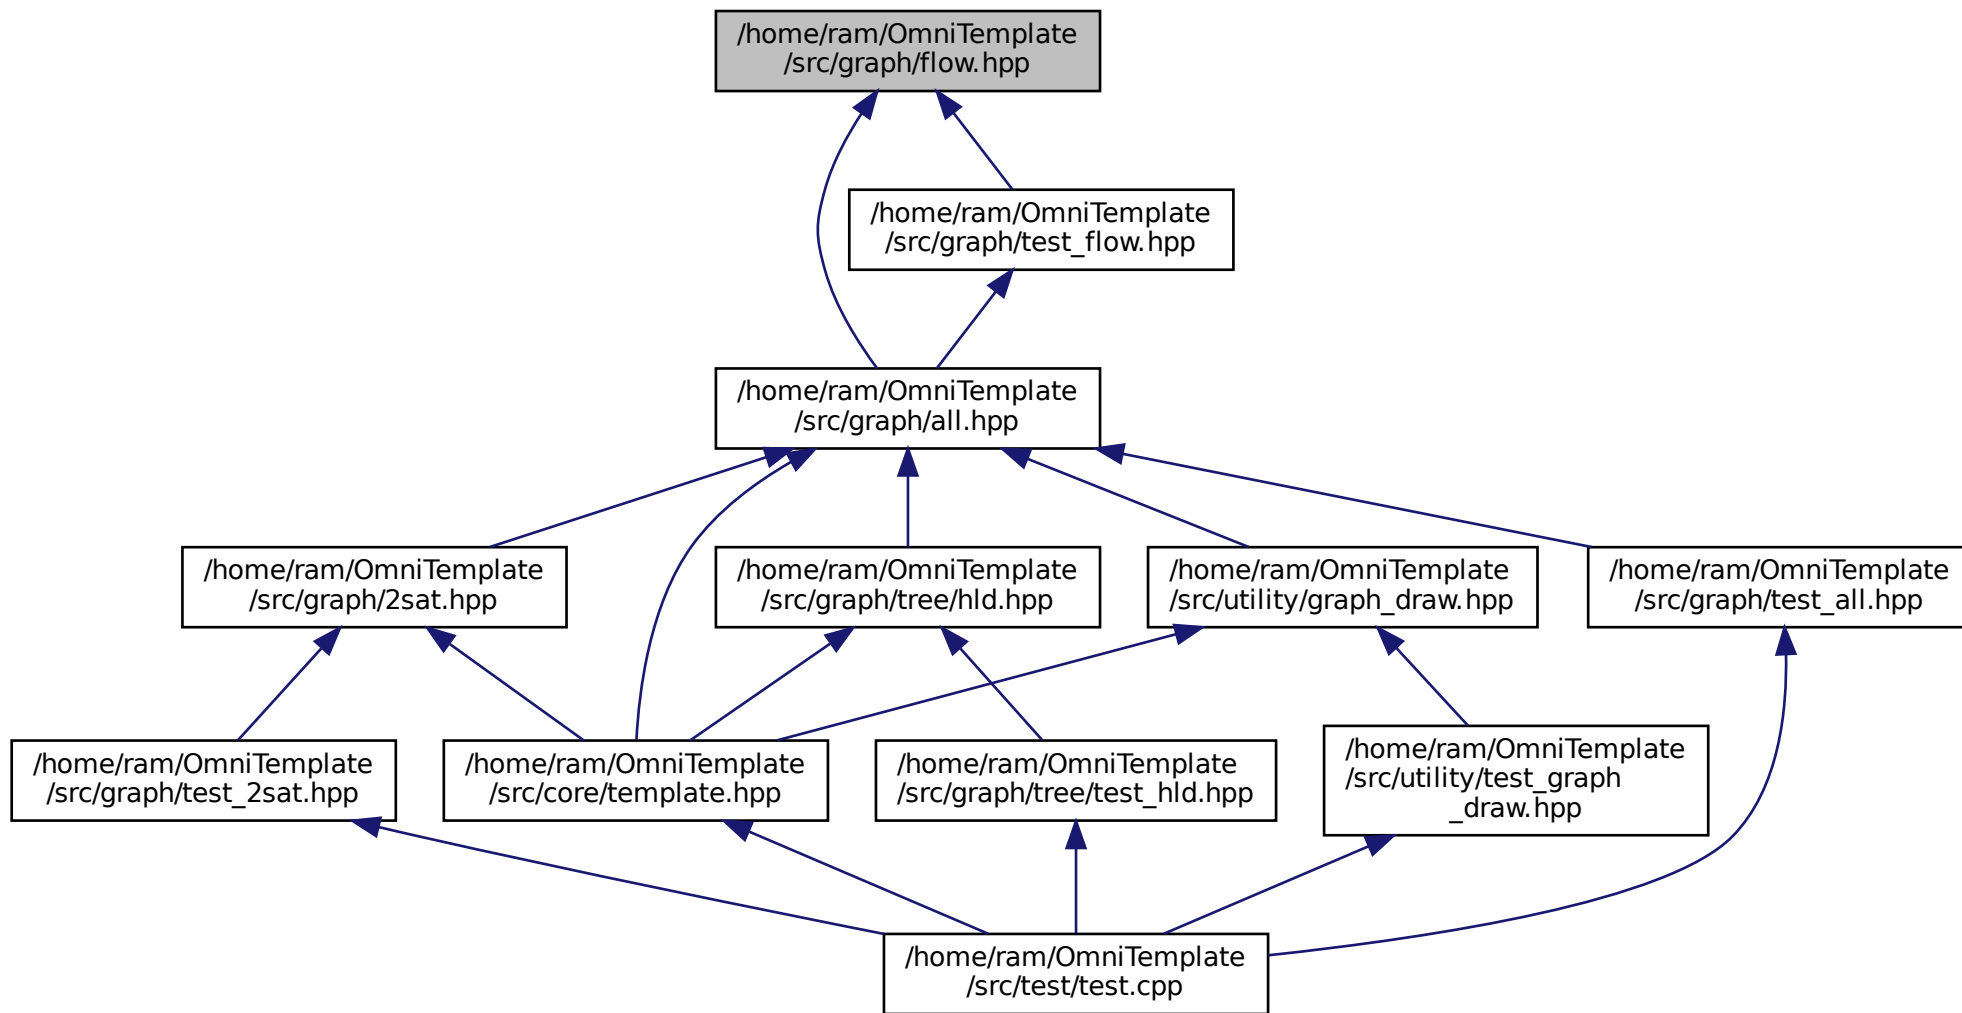 /home/ram/OmniTemplate
/src/graph/flow.hpp
/home/ram/OmniTemplate
/src/graph/test_flow.hpp
/home/ram/OmniTemplate
/src/graph/all.hpp
/home/ram/OmniTemplate
/src/graph/2sat.hpp
/home/ram/OmniTemplate
/src/graph/tree/hld.hpp
/home/ram/OmniTemplate
/src/utility/graph_draw.hpp
/home/ram/OmniTemplate
/src/graph/test_all.hpp
/home/ram/OmniTemplate
/src/graph/test_2sat.hpp
/home/ram/OmniTemplate
/src/core/template.hpp
/home/ram/OmniTemplate
/src/graph/tree/test_hld.hpp
/home/ram/OmniTemplate
/src/utility/test_graph
_draw.hpp
/home/ram/OmniTemplate
/src/test/test.cpp